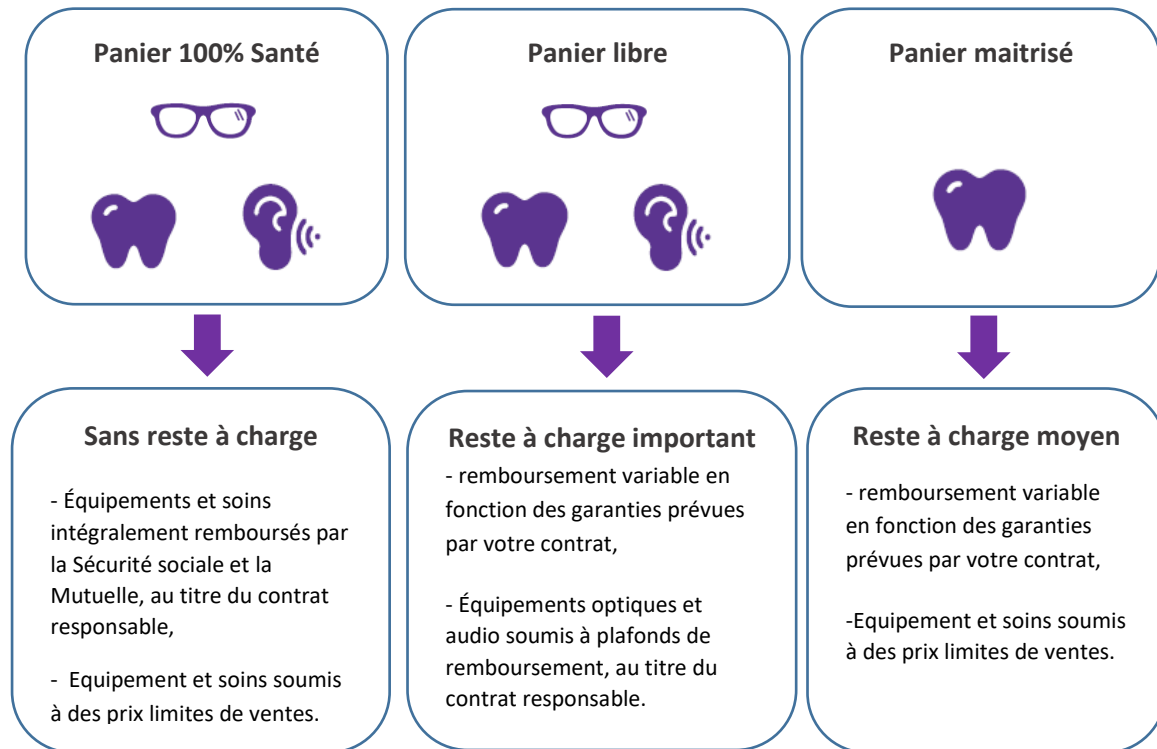 Panier 100% Santé
Panier libre
Panier maitrisé
Sans reste à charge
- Équipements et soins
intégralement remboursés par
la Sécurité sociale et la
Mutuelle, au titre du contrat
responsable,
- Equipement et soins soumis
à des prix limites de ventes.
Reste à charge important
- remboursement variable en
fonction des garanties prévues
par votre contrat,
- Équipements optiques et
audio soumis à plafonds de
remboursement, au titre du
contrat responsable.
Reste à charge moyen
- remboursement variable
en fonction des garanties
prévues par votre contrat,
-Equipement et soins soumis
à des prix limites de ventes.